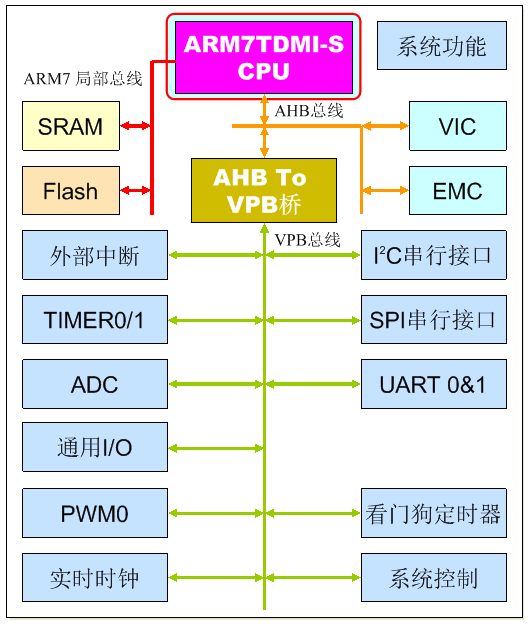 ARM7TDMI-S
CPU
系统功能
ARM7 局部总线
AHB总线
SRAM
VIC
Flash
AHB To
VPB桥
EMC
VPB总线
外部中断
I²C串行接口
TIMER0/1
SPI串行接口
ADC
UART 0&1
通用I/O
PWM0
看门狗定时器
实时时钟
系统控制